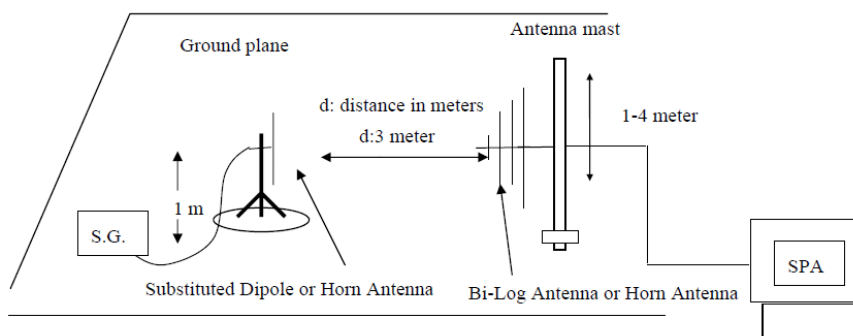 Antenna mast
Ground plane
d: distance in meters
d:3 meter
1-4 meter
1 m
S.G.
SPA
Substituted Dipole or Horn Antenna
Bi-Log Antenna or Horn Antenna